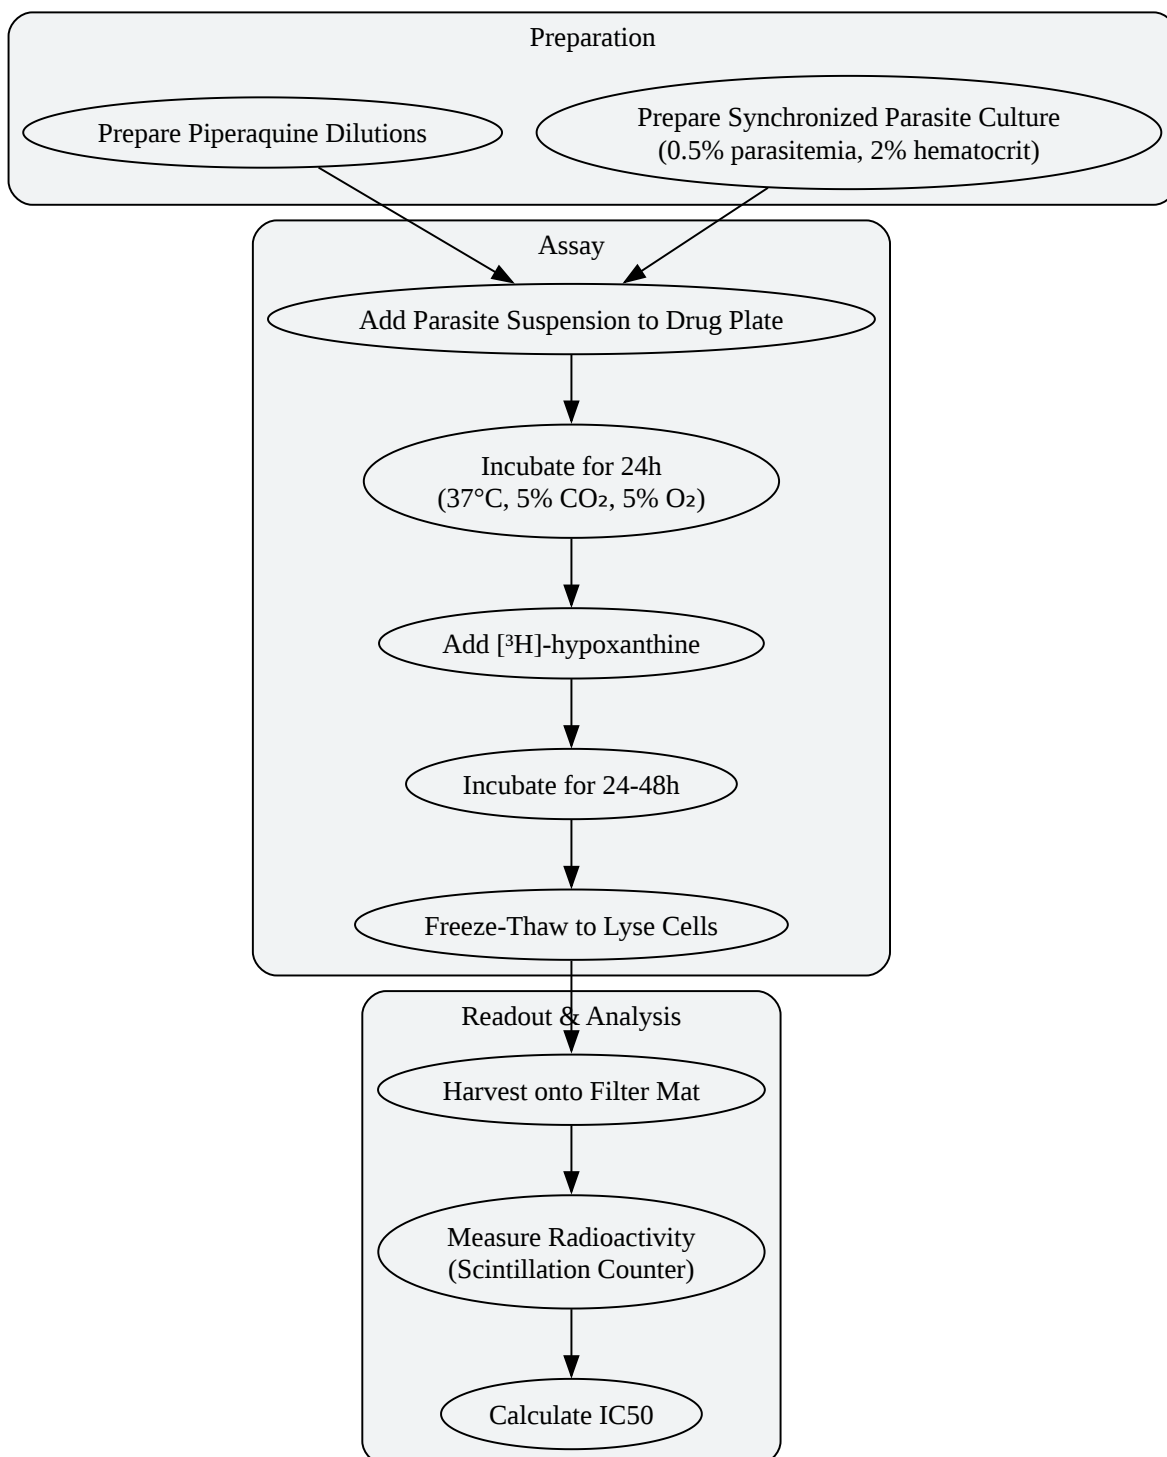 Preparation
Prepare Piperaquine Dilutions
Prepare Synchronized Parasite Culture
(0.5% parasitemia, 2% hematocrit)
Assay
Add Parasite Suspension to Drug Plate
Incubate for 24h
(37°C, 5% CO₂, 5% O₂)
Add [³H]-hypoxanthine
Incubate for 24-48h
Freeze-Thaw to Lyse Cells
Readout & Analysis
Harvest onto Filter Mat
Measure Radioactivity
(Scintillation Counter)
Calculate IC50